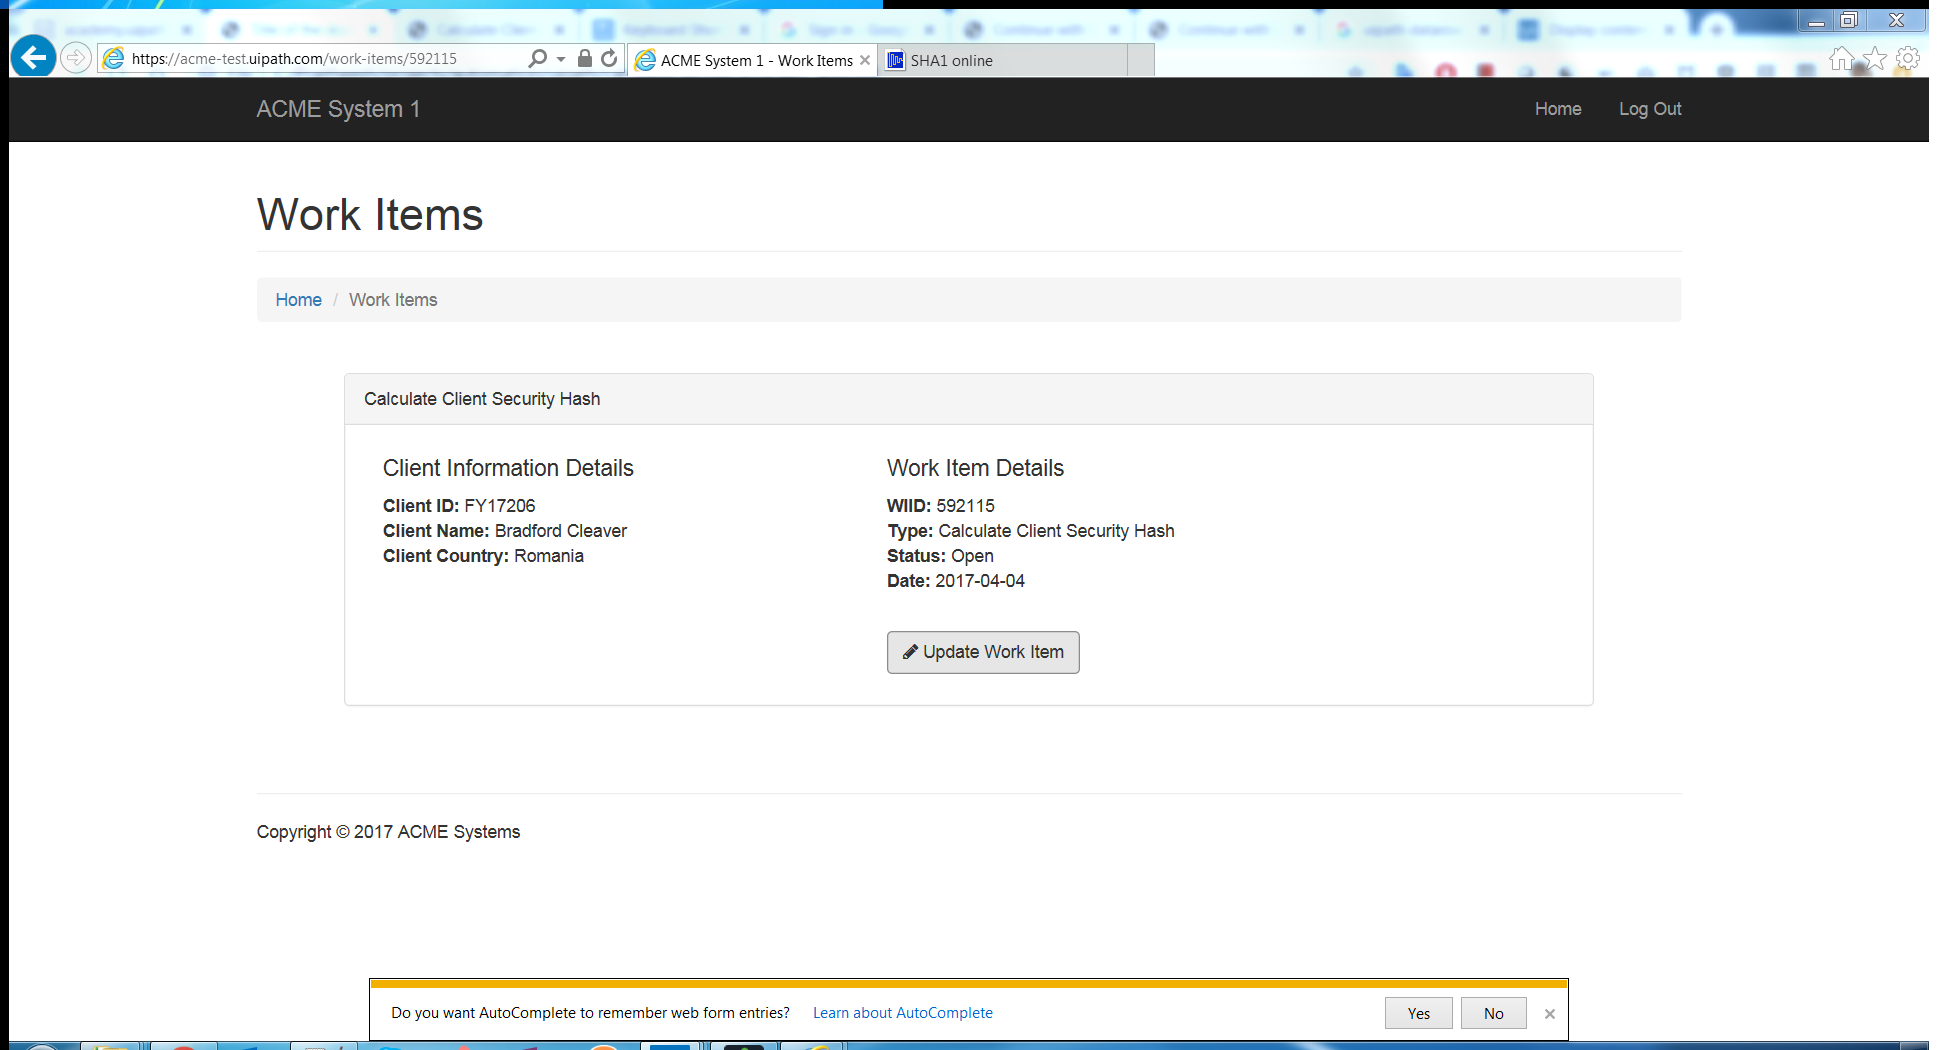 https://acme-test.uipath.com/work-items/592115
ACME System 1 - Work Items
SHA1 online
ACME System 1
Home
Log Out
Work Items
Home / Work Items
Calculate Client Security Hash
Client Information Details
Client ID: FY17206
Client Name: Bradford Cleaver
Client Country: Romania
Work Item Details
WIID: 592115
Type: Calculate Client Security Hash
Status: Open
Date: 2017-04-04
Update Work Item
Copyright © 2017 ACME Systems
Do you want AutoComplete to remember web form entries? Learn about AutoComplete
Yes
No